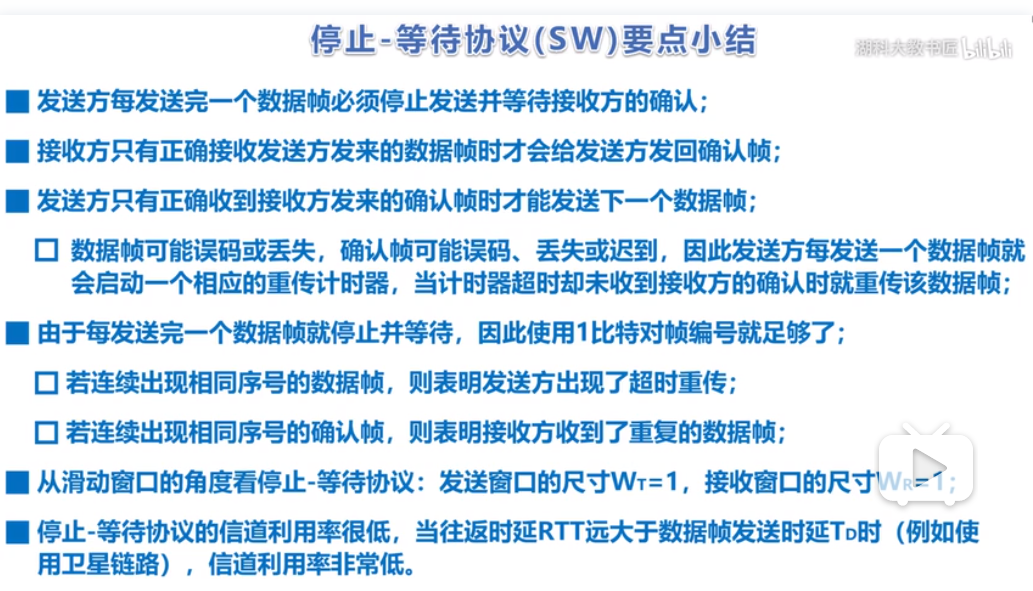 停止-等待协议(SW)要点小结
湖科大教书匠 bilibili
发送方每发送完一个数据帧必须停止发送并等待接收方的确认；
接收方只有正确接收发送方发来的数据帧时才会给发送方发回确认帧；
发送方只有正确收到接收方发来的确认帧时才能发送下一个数据帧；
数据帧可能误码或丢失，确认帧可能误码、丢失或迟到，因此发送方每发送一个数据帧就
会启动一个相应的重传计时器，当计时器超时却未收到接收方的确认时就重传该数据帧；
由于每发送完一个数据帧就停止并等待，因此使用1比特对帧编号就足够了；
若连续出现相同序号的数据帧，则表明发送方出现了超时重传；
若连续出现相同序号的确认帧，则表明接收方收到了重复的数据帧；
从滑动窗口的角度看停止-等待协议：发送窗口的尺寸WT=1，接收窗口的尺寸WR=1；
停止-等待协议的信道利用率很低，当往返时延RTT远大于数据帧发送时延TD时（例如使
用卫星链路），信道利用率非常低。